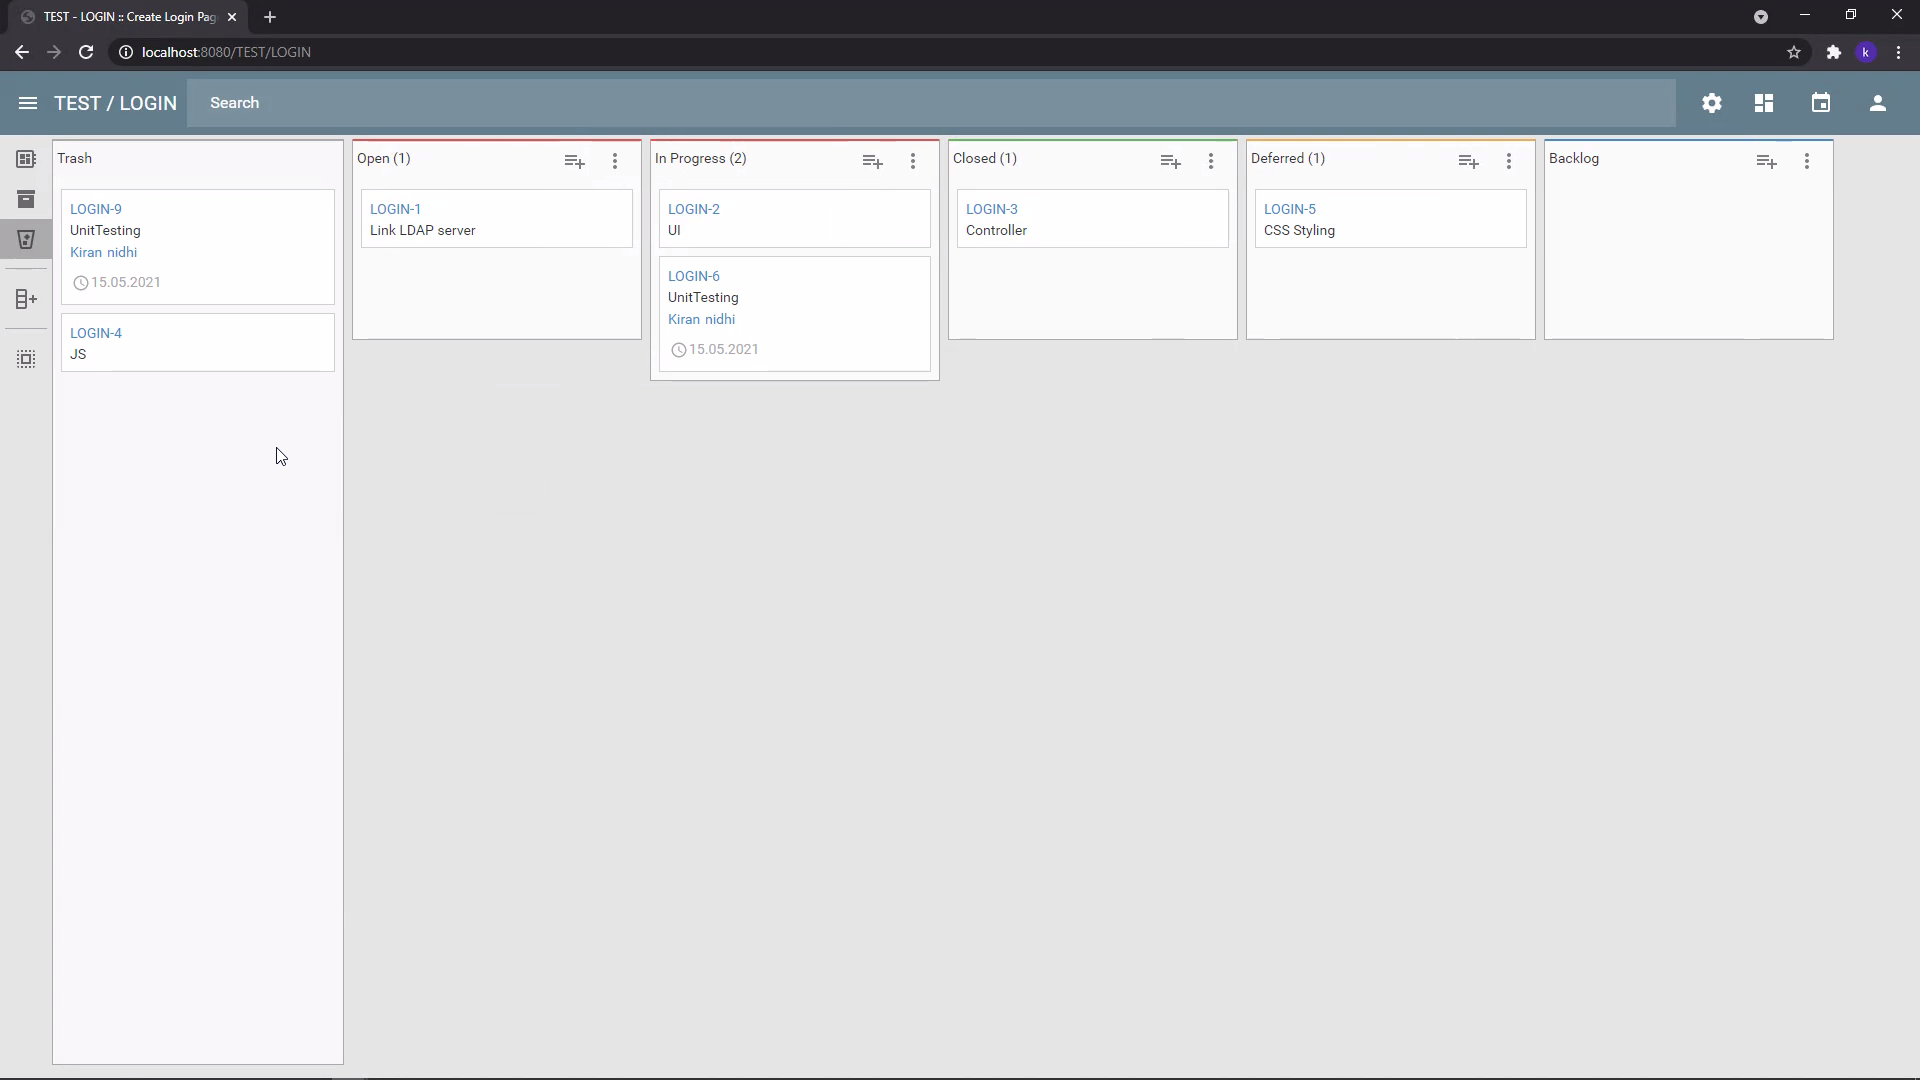 TEST - LOGIN :: Create Login Pag
localhost:8080/TEST/LOGIN
k
TEST / LOGIN
Search
Trash
LOGIN-9
UnitTesting
Kiran nidhi
15.05.2021
LOGIN-4
JS
Open (1)
LOGIN-1
Link LDAP server
In Progress (2)
LOGIN-2
UI
LOGIN-6
UnitTesting
Kiran nidhi
15.05.2021
Closed (1)
LOGIN-3
Controller
Deferred (1)
LOGIN-5
CSS Styling
Backlog